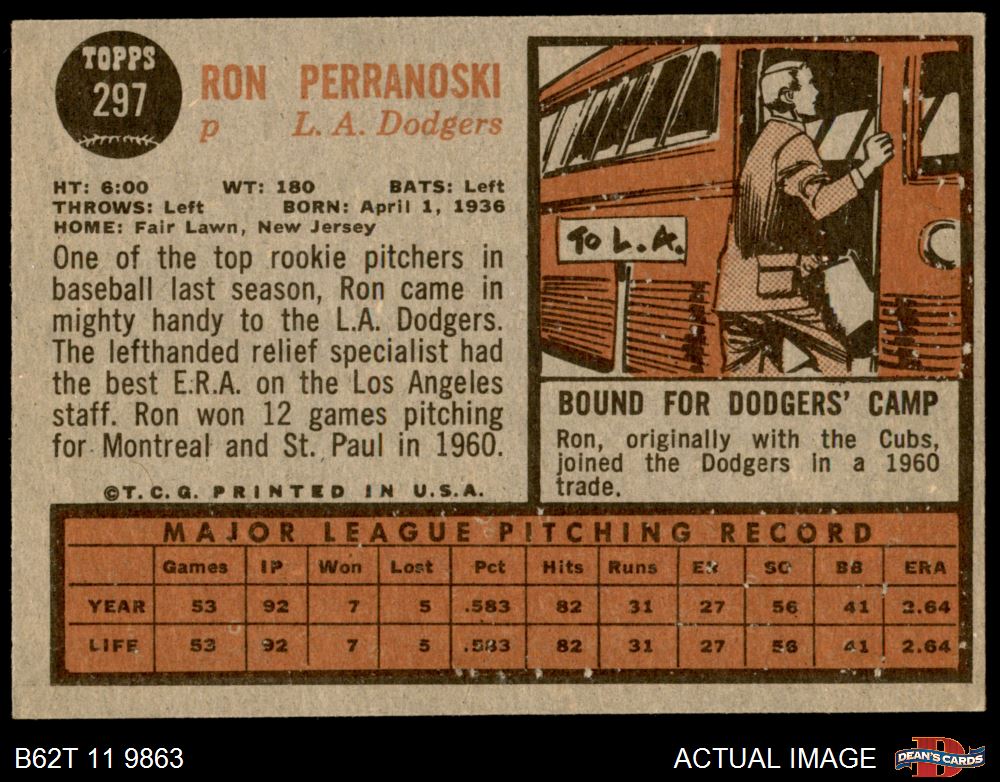 TOPPS
297
RON PERRANOSKI
p L. A. Dodgers
HT: 6:00 WT: 180 BATS: Left
THROWS: Left BORN: April 1, 1936
HOME: Fair Lawn, New Jersey
One of the top rookie pitchers in
baseball last season, Ron came in
mighty handy to the L.A. Dodgers.
The lefthanded relief specialist had
the best E.R.A. on the Los Angeles
staff. Ron won 12 games pitching
for Montreal and St. Paul in 1960.
©T.C.G. PRINTED IN U.S.A.
TO L.A.
BOUND FOR DODGERS' CAMP
Ron, originally with the Cubs,
joined the Dodgers in a 1960
trade.
MAJOR LEAGUE PITCHING RECORD
Games IP Won Lost Pct Hits Runs ER SO BB ERA
YEAR 53 92 7 5 .583 82 31 27 56 41 2.64
LIFE 53 92 7 5 .583 82 31 27 56 41 2.64
B62T 11 9863 ACTUAL IMAGE DEAN'S CARDS